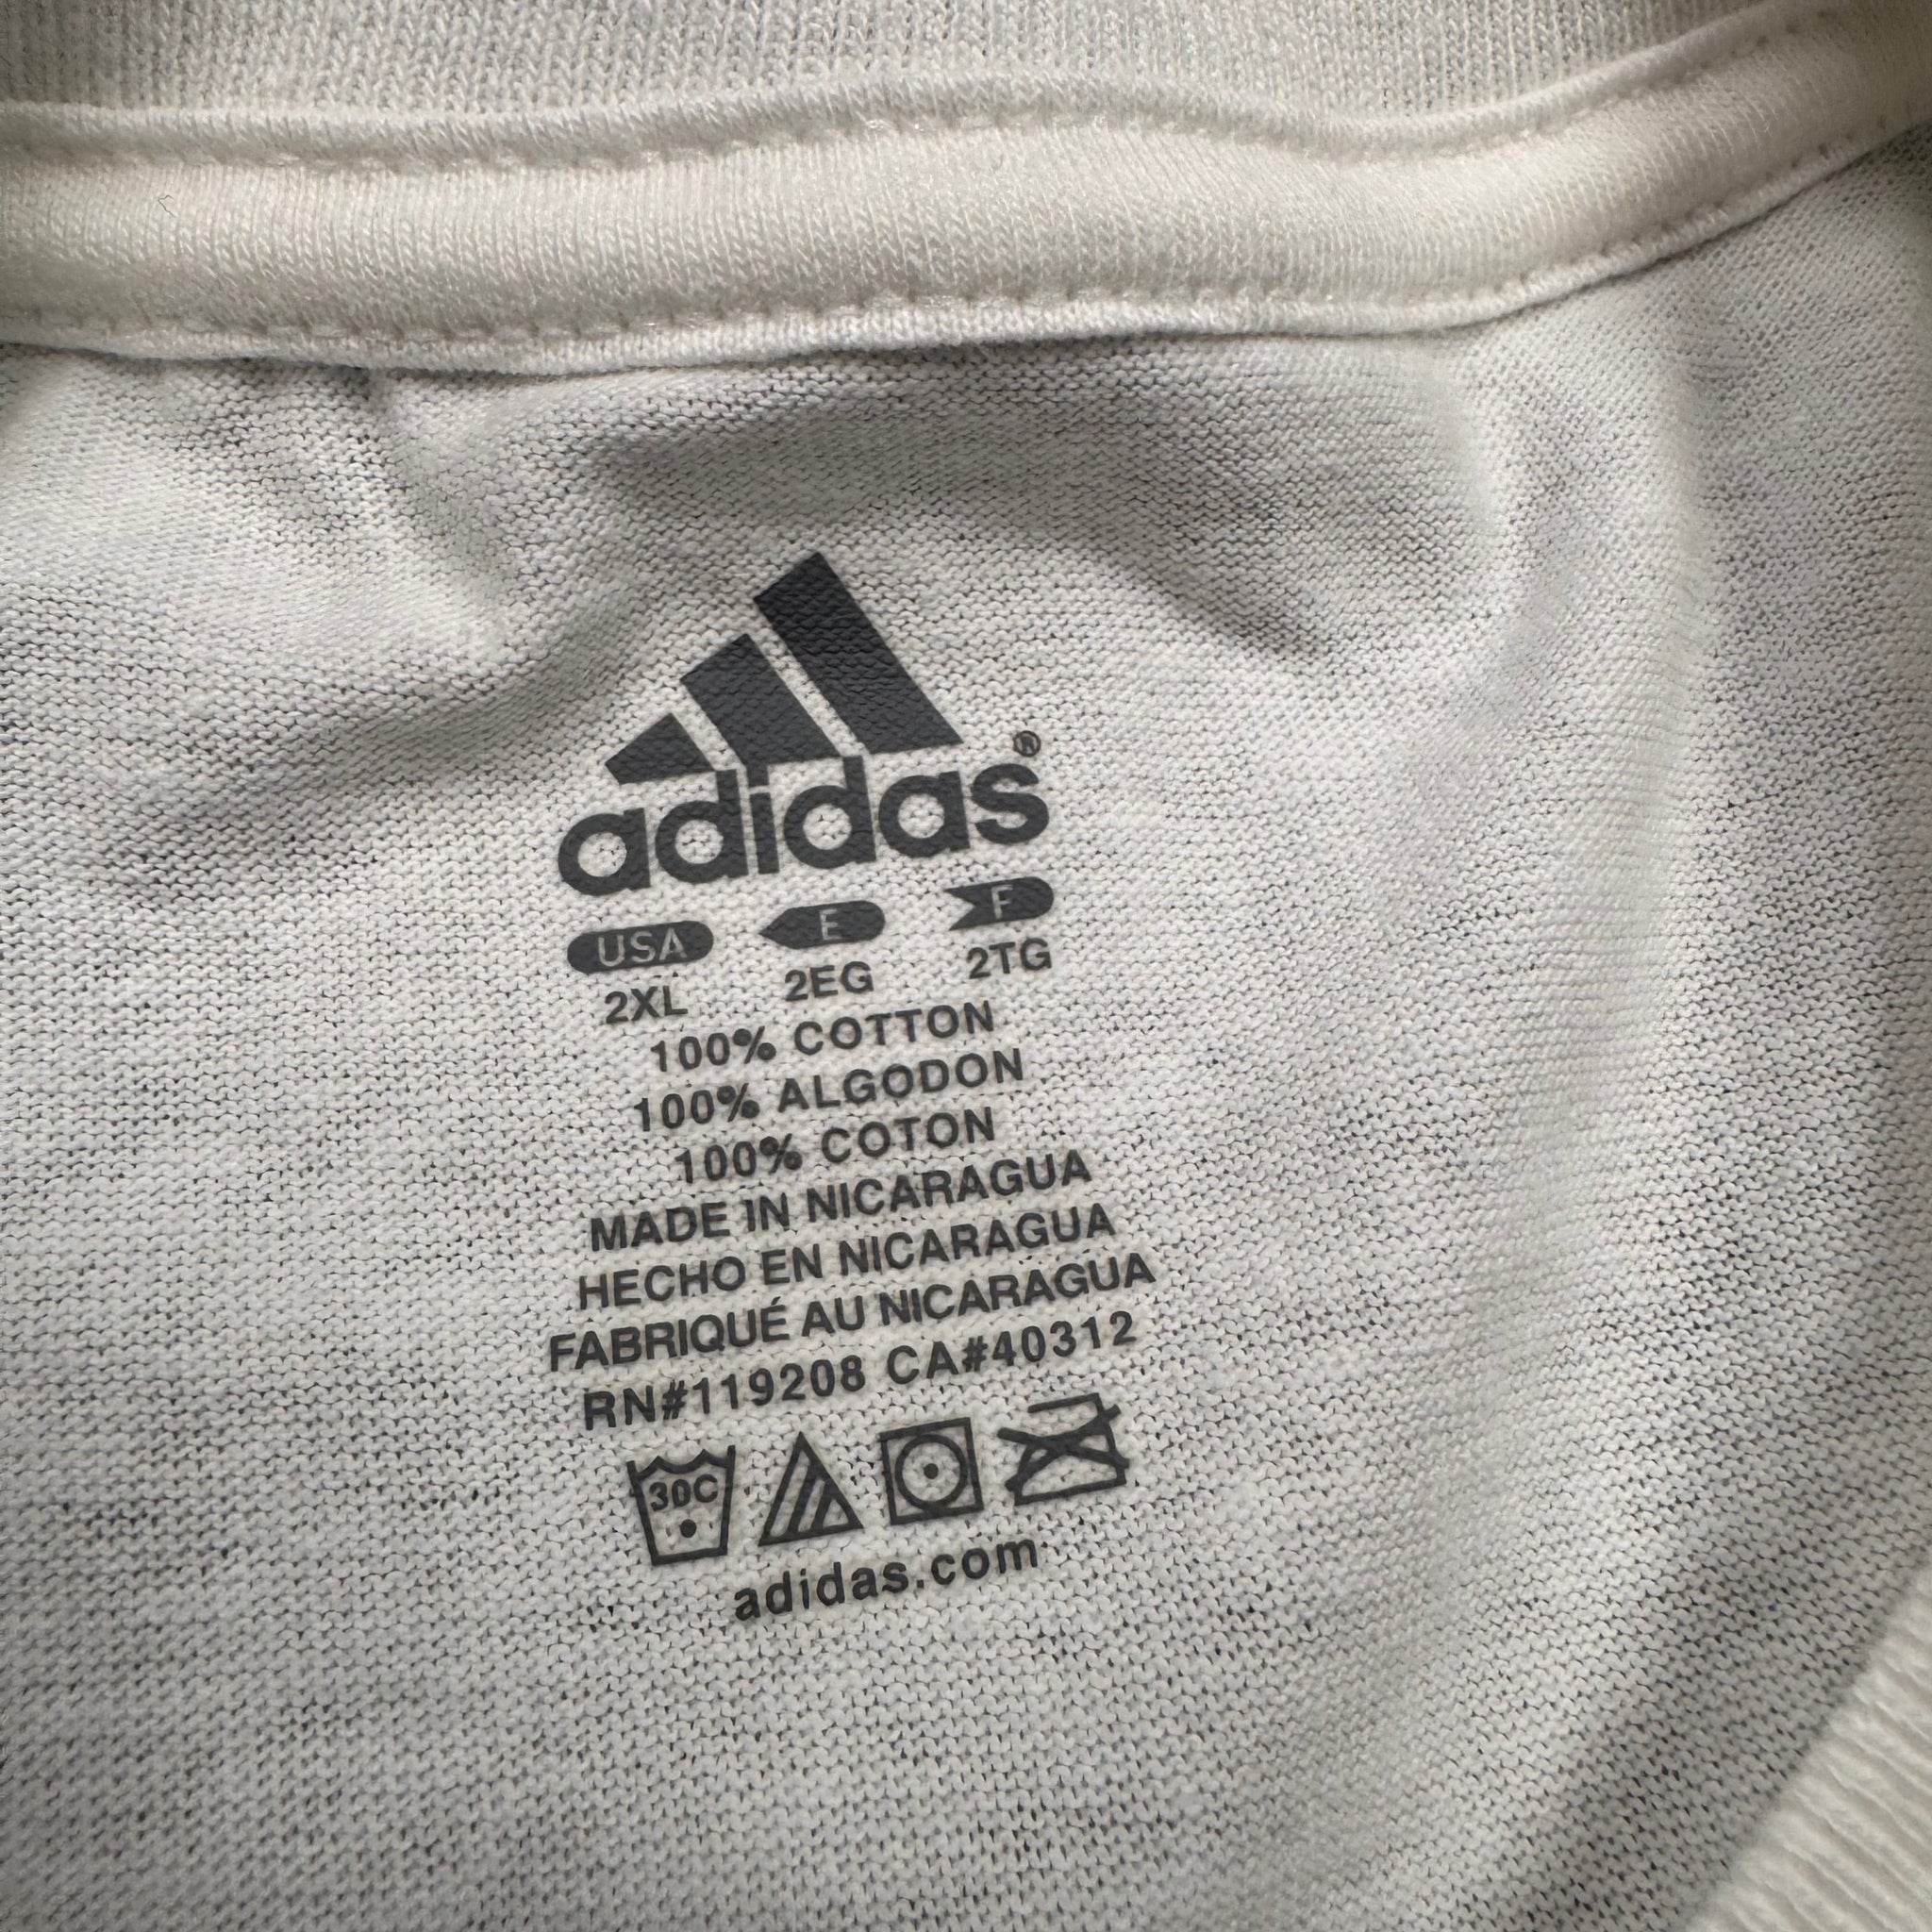 adidas®
USA E F
2XL 2EG 2TG
100% COTTON
100% ALGODON
100% COTON
MADE IN NICARAGUA
HECHO EN NICARAGUA
FABRIQUÉ AU NICARAGUA
RN#119208 CA#40312
30C
adidas.com